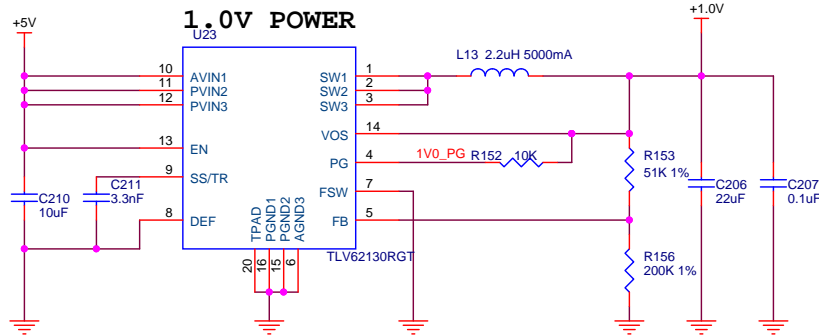 1.0V POWER
+5V
+1.0V
U23
L13 2.2uH 5000mA
10 AVIN1 SW1 1
11 PVIN2 SW2 2
12 PVIN3 SW3 3
VOS 14
13 EN
1V0_PG R152 10K
PG 4
9 SS/TR
C211
3.3nF
FSW 7
R153
51K 1%
C210
10uF
C206
22uF
C207
0.1uF
8 DEF FB 5
TPAD PGND1 PGND2 AGND3
20 16 15 6
TLV62130RGT
R156
200K 1%